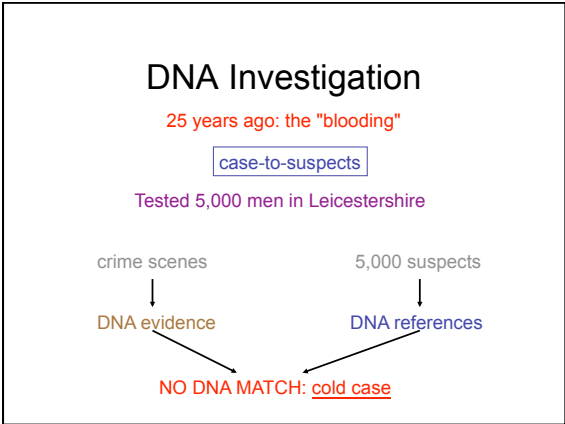 DNA Investigation
25 years ago: the "blooding"
case-to-suspects
Tested 5,000 men in Leicestershire
crime scenes
5,000 suspects
DNA evidence
DNA references
NO DNA MATCH: cold case